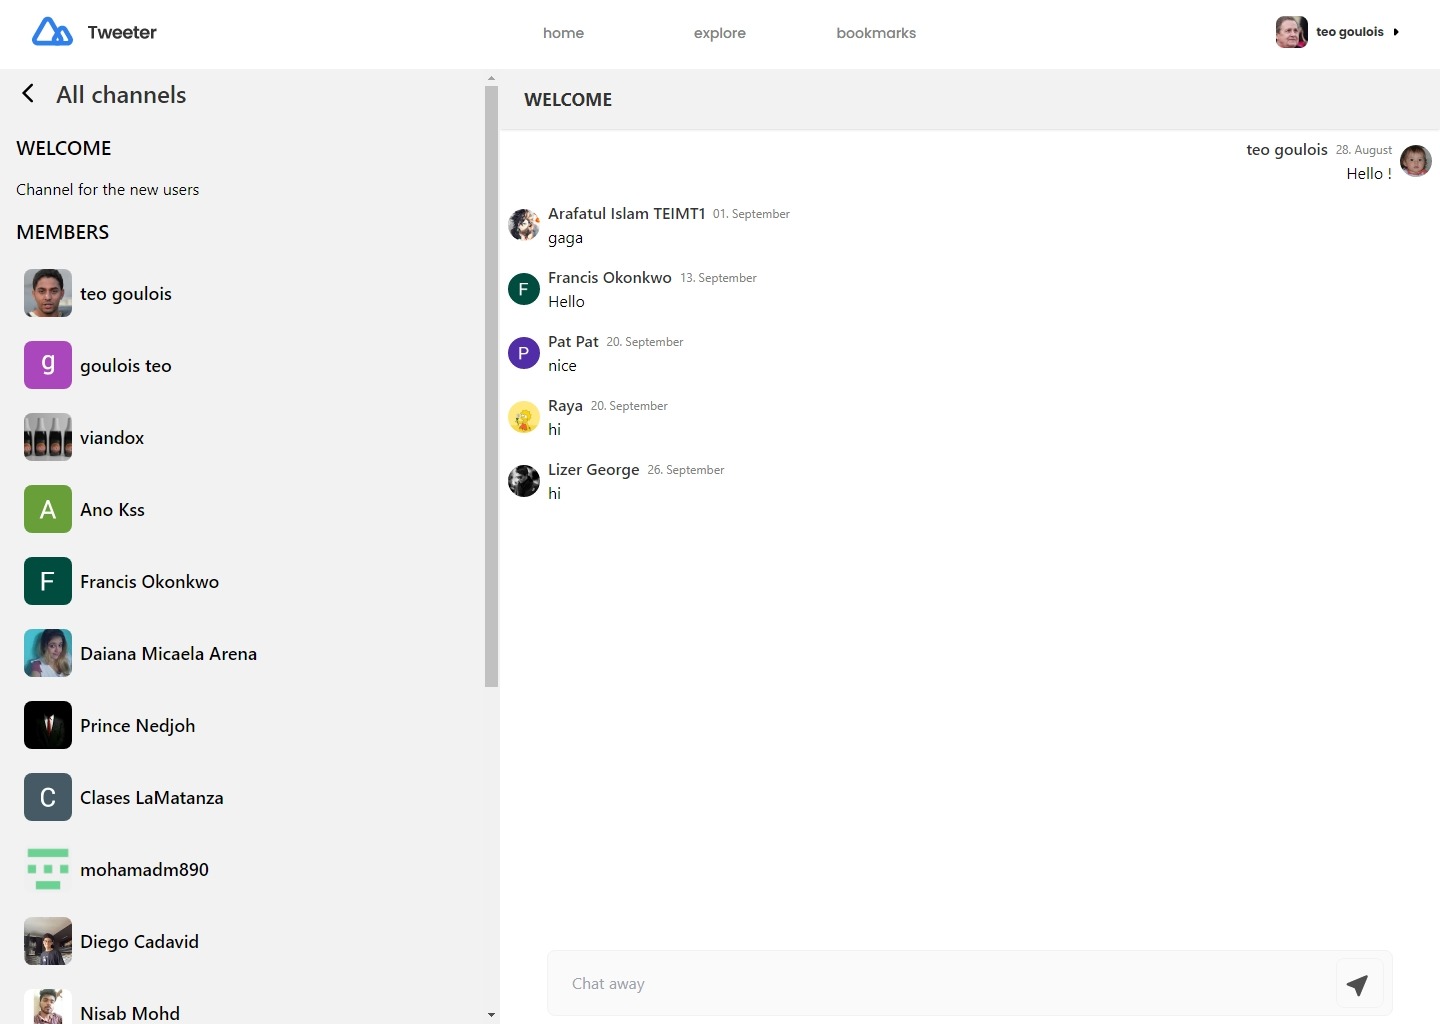 Tweeter
home
explore
bookmarks
teo goulois
All channels
WELCOME
Channel for the new users
MEMBERS
teo goulois
g
goulois teo
viandox
A
Ano Kss
F
Francis Okonkwo
Daiana Micaela Arena
Prince Nedjoh
C
Clases LaMatanza
mohamadm890
Diego Cadavid
Nisab Mohd
WELCOME
teo goulois 28. August
Hello !
Arafatul Islam TEIMT1 01. September
gaga
F
Francis Okonkwo 13. September
Hello
P
Pat Pat 20. September
nice
Raya 20. September
hi
Lizer George 26. September
hi
Chat away